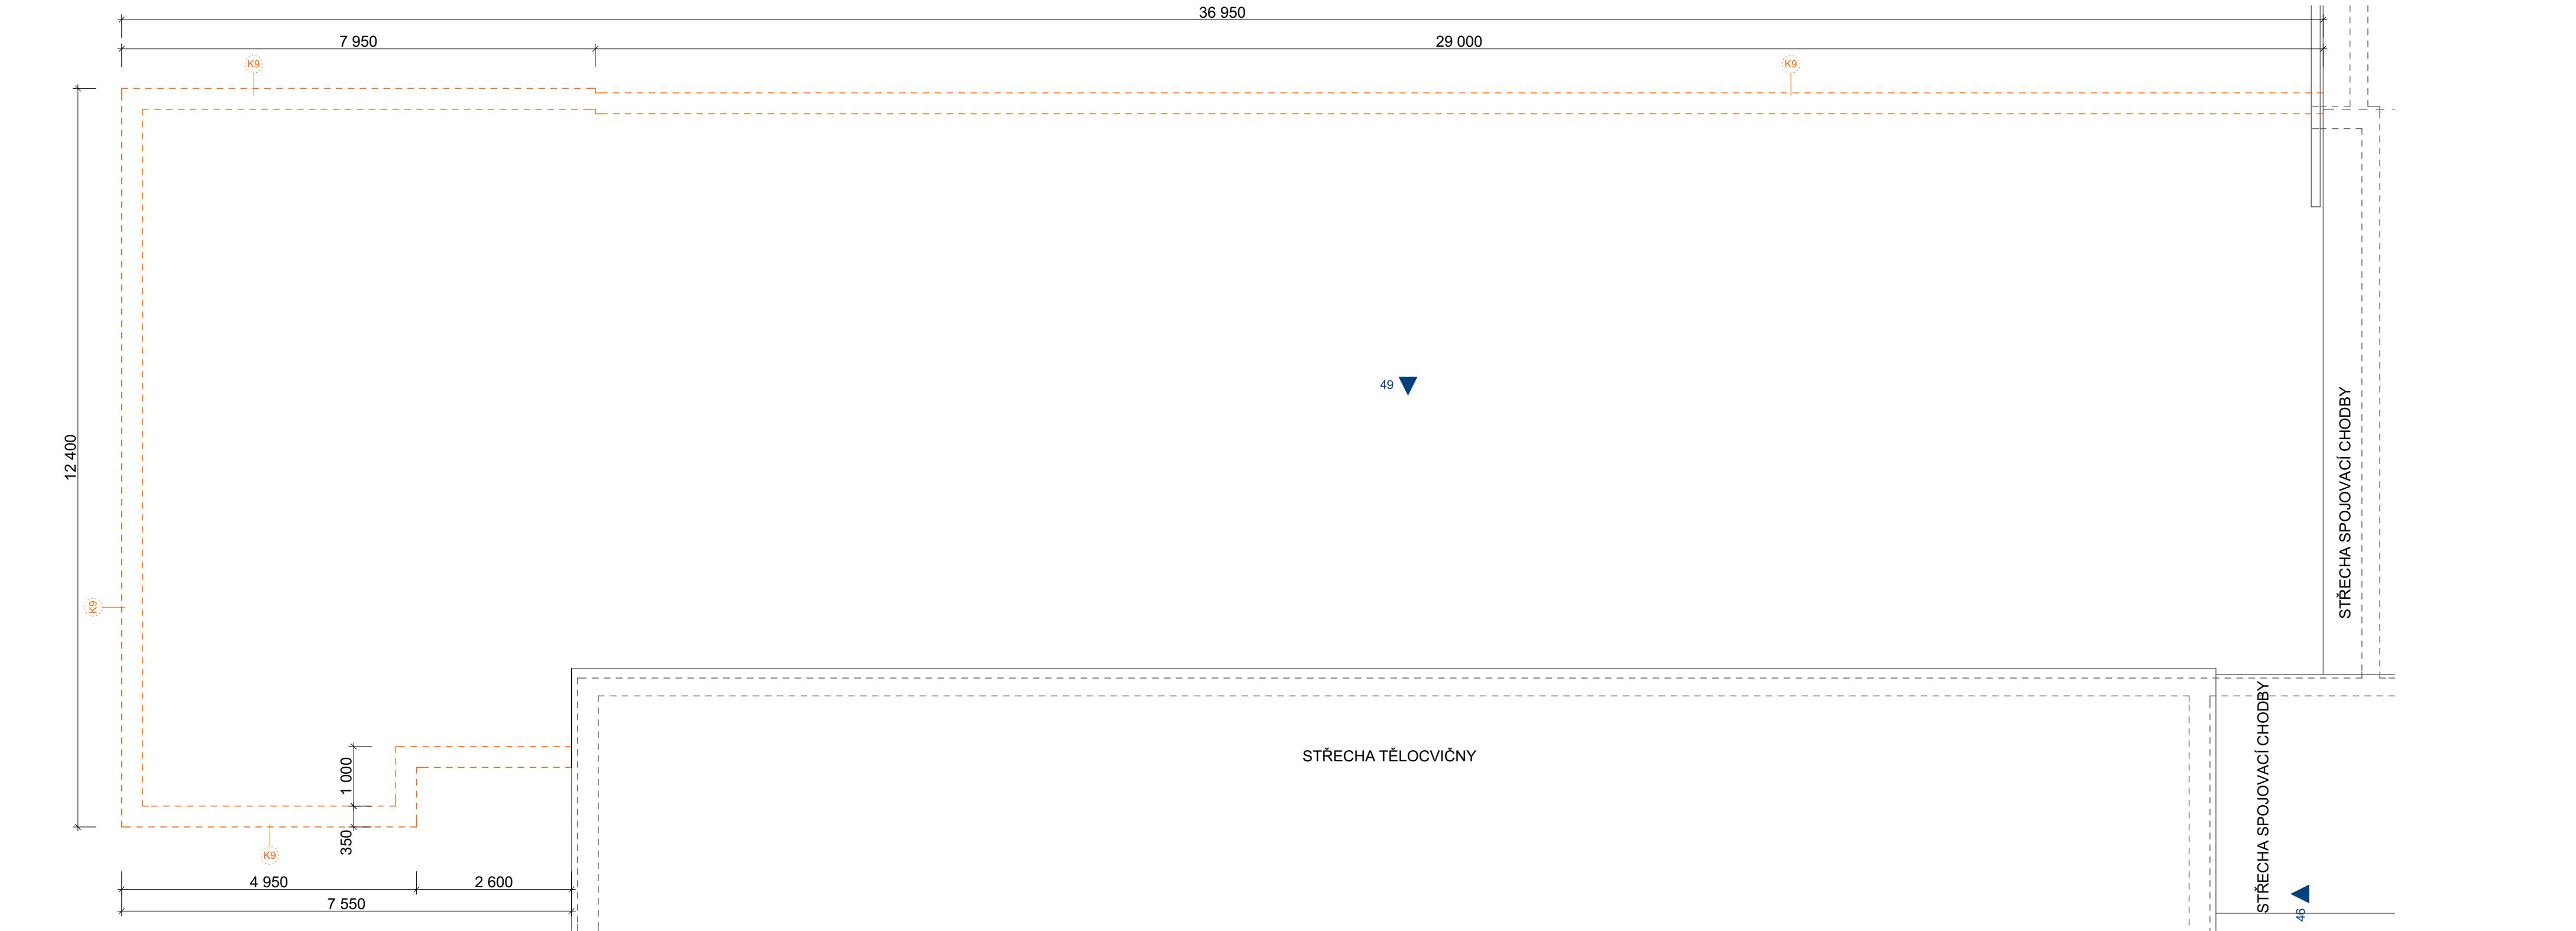 36 950
7 950
29 000
K9
K9
49
12 400
STŘECHA SPOJOVACÍ CHODBY
K9
STŘECHA TĚLOCVIČNY
1 000
350
K9
STŘECHA SPOJOVACÍ CHODBY
4 950
2 600
7 550
46